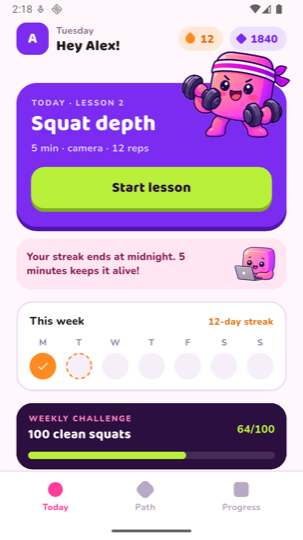 2:18
A
Tuesday
Hey Alex!
12
1840
TODAY · LESSON 2
Squat depth
5 min · camera · 12 reps
Start lesson
Your streak ends at midnight. 5
minutes keeps it alive!
This week
12-day streak
M T W T F S S
WEEKLY CHALLENGE
100 clean squats
64/100
Today
Path
Progress